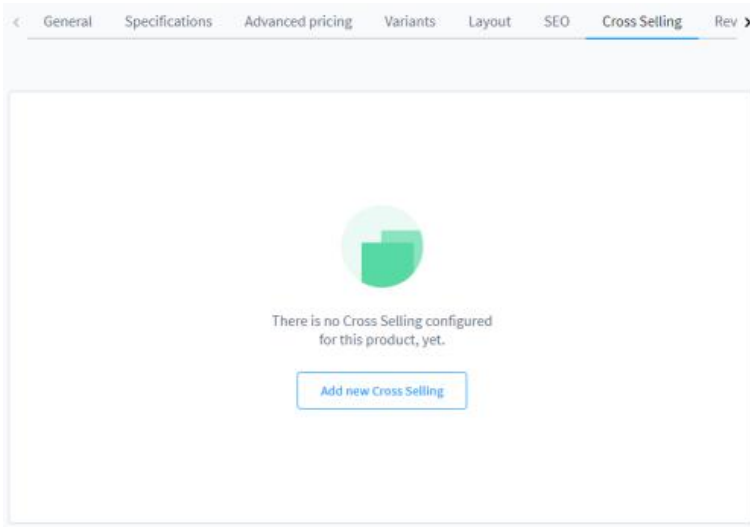 General Specifications Advanced pricing Variants Layout SEO Cross Selling Rev
There is no Cross Selling configured
for this product, yet.
Add new Cross Selling